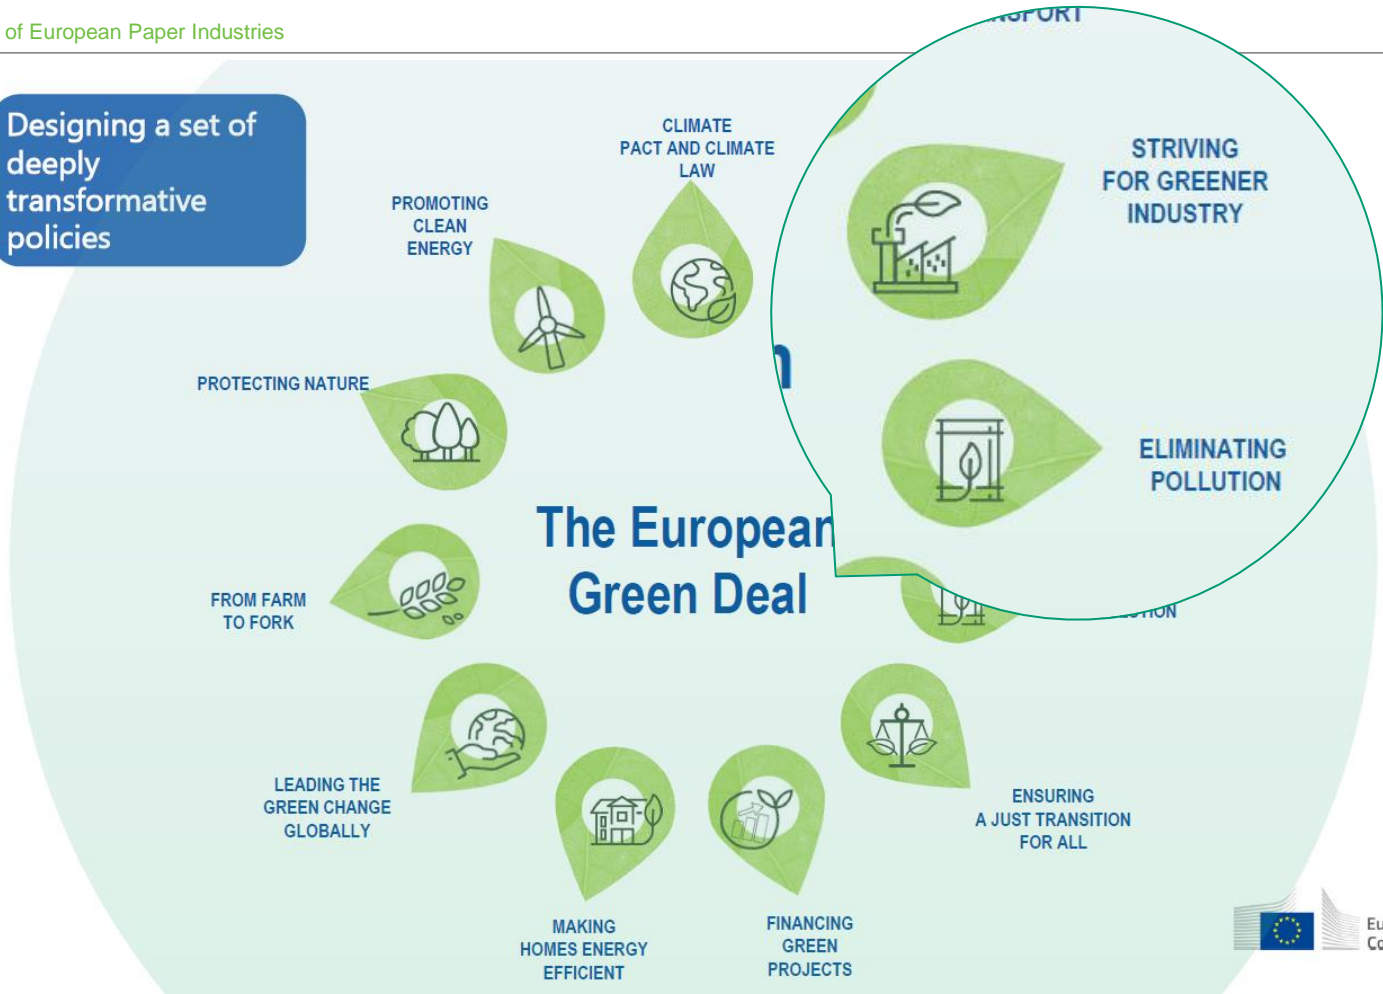 of European Paper Industries
Designing a set of
deeply
transformative
policies
CLIMATE
PACT AND CLIMATE
LAW
PROMOTING
CLEAN
ENERGY
PROTECTING NATURE
FROM FARM
TO FORK
LEADING THE
GREEN CHANGE
GLOBALLY
MAKING
HOMES ENERGY
EFFICIENT
FINANCING
GREEN
PROJECTS
ENSURING
A JUST TRANSITION
FOR ALL
STRIVING
FOR GREENER
INDUSTRY
ELIMINATING
POLLUTION
The European
Green Deal